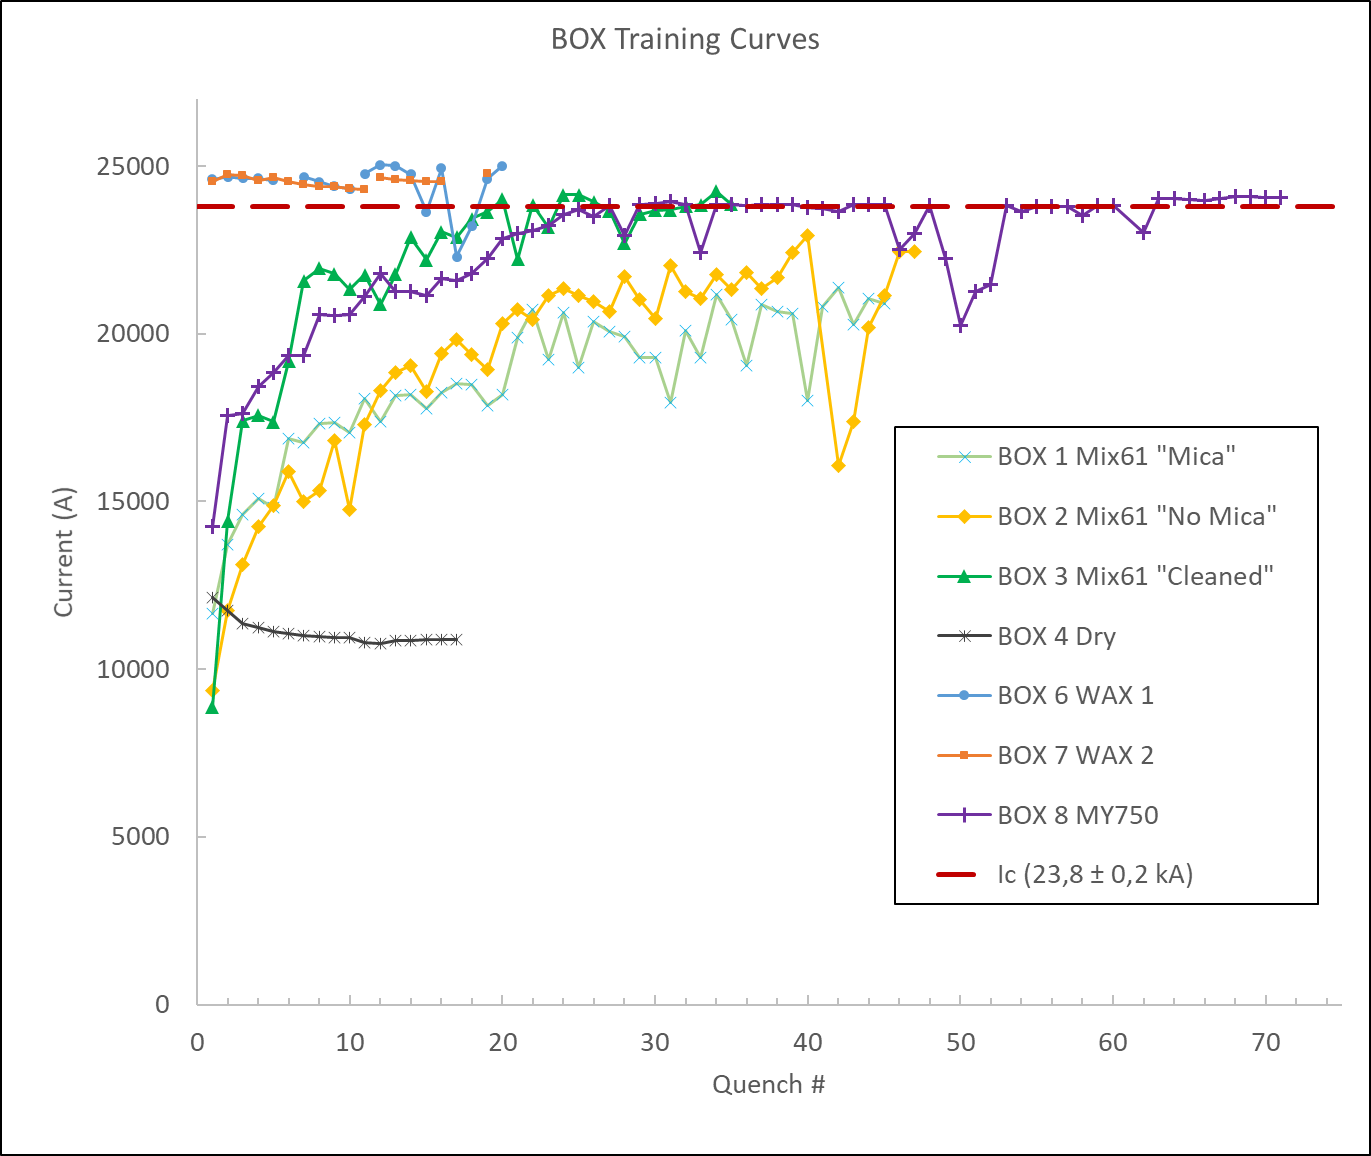 BOX Training Curves
25000
20000
15000
10000
5000
0
Current (A)
0 10 20 30 40 50 60 70
Quench #
BOX 1 Mix61 "Mica"
BOX 2 Mix61 "No Mica"
BOX 3 Mix61 "Cleaned"
BOX 4 Dry
BOX 6 WAX 1
BOX 7 WAX 2
BOX 8 MY750
Ic (23,8 ± 0,2 kA)